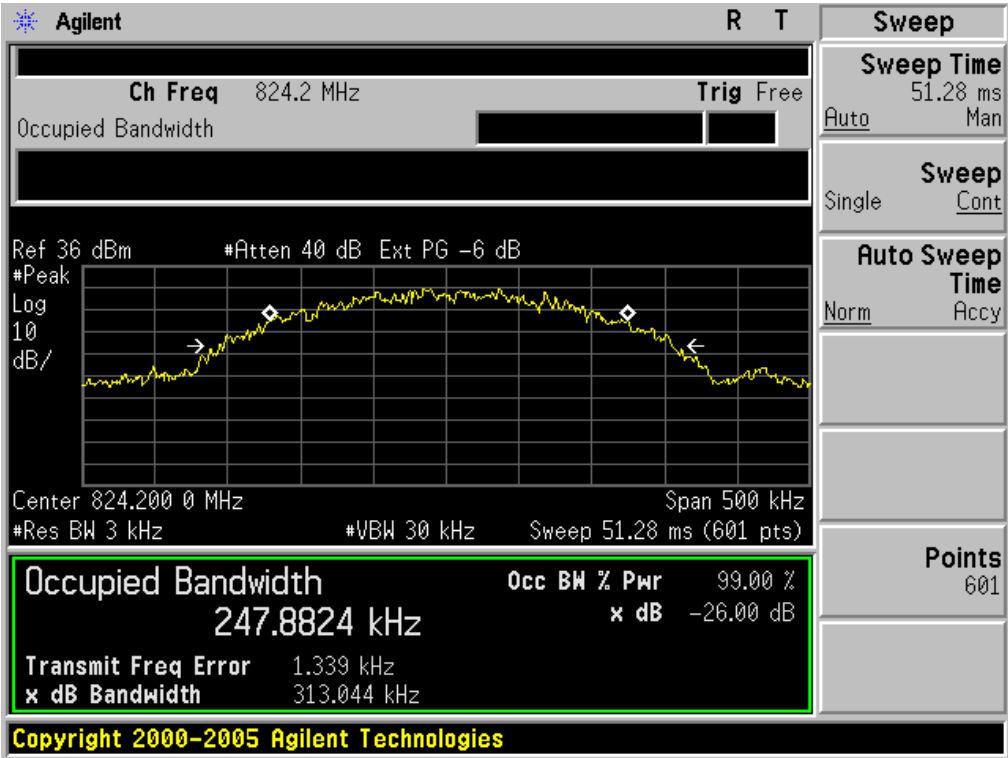 Agilent R T
Ch Freq 824.2 MHz Trig Free
Occupied Bandwidth
Ref 36 dBm #Atten 40 dB Ext PG -6 dB
#Peak
Log
10
dB/
Center 824.200 0 MHz Span 500 kHz
#Res BW 3 kHz #VBW 30 kHz Sweep 51.28 ms (601 pts)
Occupied Bandwidth
247.8824 kHz
Occ BW % Pwr 99.00 %
x dB -26.00 dB
Transmit Freq Error 1.339 kHz
x dB Bandwidth 313.044 kHz
Copyright 2000-2005 Agilent Technologies
Sweep
Sweep Time
51.28 ms
Auto Man
Sweep
Single Cont
Auto Sweep
Time
Norm Accy
Points
601